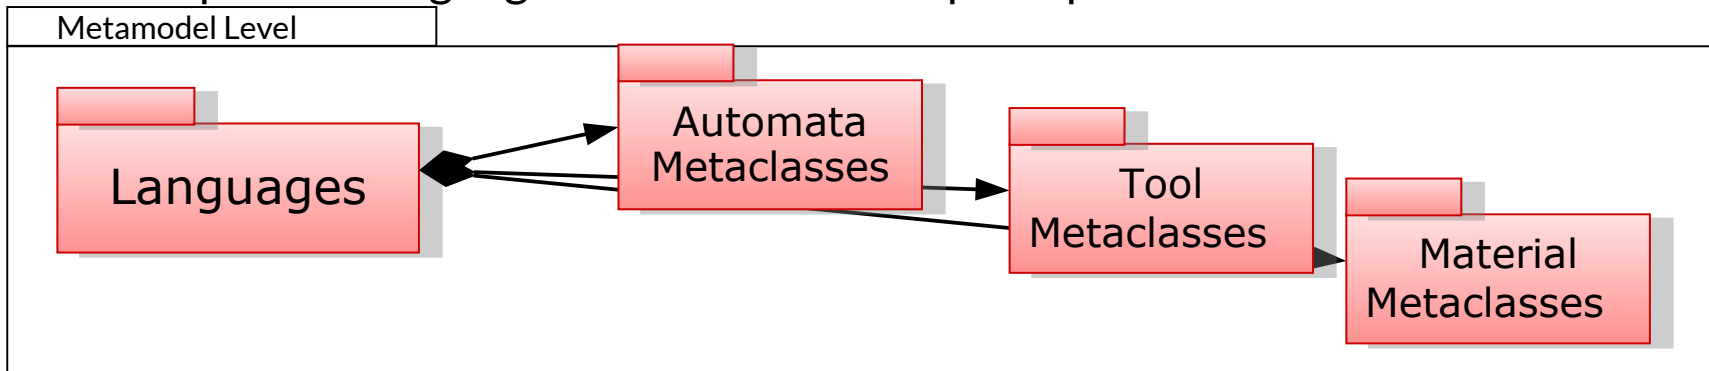 Metamodel Level
Languages
Automata
Metaclasses
Tool
Metaclasses
Material
Metaclasses